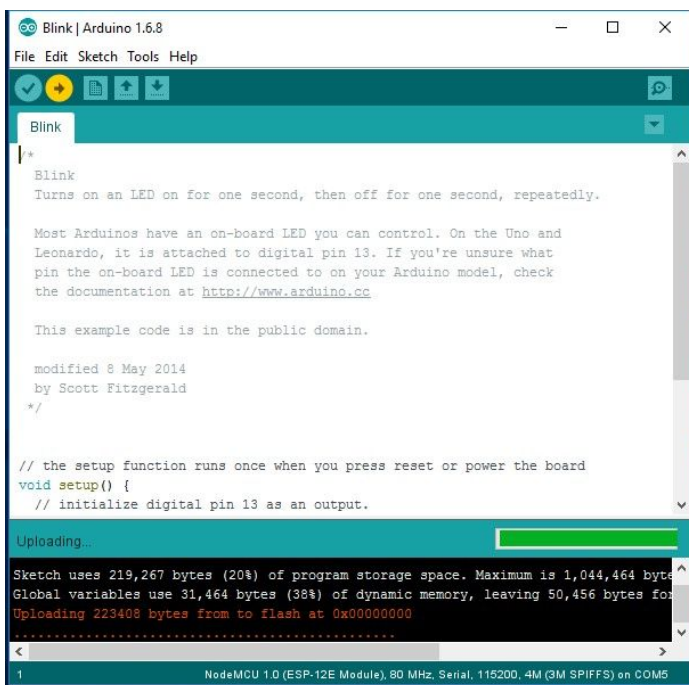 Blink | Arduino 1.6.8
File Edit Sketch Tools Help
Blink
/*
Blink
Turns on an LED on for one second, then off for one second, repeatedly.
Most Arduinos have an on-board LED you can control. On the Uno and
Leonardo, it is attached to digital pin 13. If you're unsure what
pin the on-board LED is connected to on your Arduino model, check
the documentation at http://www.arduino.cc
This example code is in the public domain.
modified 8 May 2014
by Scott Fitzgerald
*/
// the setup function runs once when you press reset or power the board
void setup() {
// initialize digital pin 13 as an output.
Uploading...
Sketch uses 219,267 bytes (20%) of program storage space. Maximum is 1,044,464 byte
Global variables use 31,464 bytes (38%) of dynamic memory, leaving 50,456 bytes for
Uploading 223408 bytes from to flash at 0x00000000
................................................
1 NodeMCU 1.0 (ESP-12E Module), 80 MHz, Serial, 115200, 4M (3M SPIFFS) on COM5